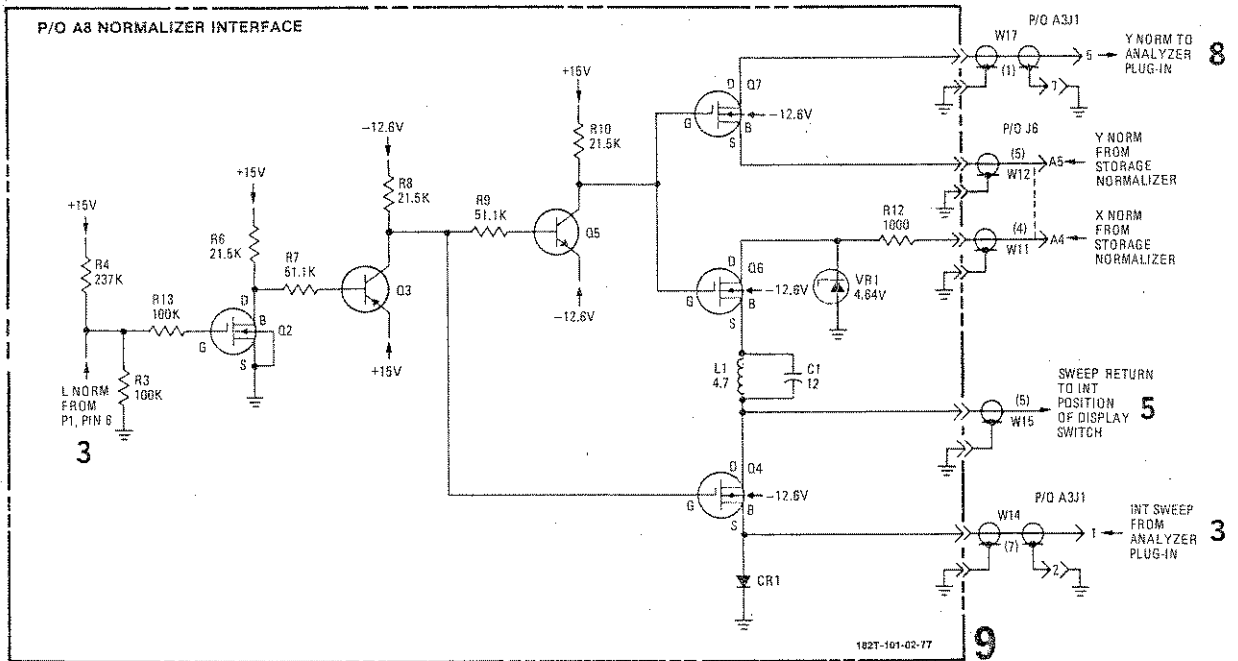 P/O A8 NORMALIZER INTERFACE
+15V
R4
237K
R13
100K
R3
100K
L NORM
FROM
P1, PIN 6
3
+15V
R6
21.5K
R7
51.1K
D
B
G
S
Q2
-12.6V
R8
21.5K
Q3
+15V
R9
51.1K
+15V
R10
21.5K
Q5
-12.6V
D Q7
-12.6V
G
B
S
D Q6
-12.6V
G
B
S
R12
1000
VR1
4.64V
L1
4.7
C1
12
D Q4
-12.6V
G
B
S
CR1
182T-101-02-77
9
P/O A3J1
W17
(1)
5
7
Y NORM TO
ANALYZER
PLUG-IN
8
P/O J6
(5)
W12
A5
Y NORM
FROM
STORAGE
NORMALIZER
(4)
W11
A4
X NORM
FROM
STORAGE
NORMALIZER
(5)
W15
SWEEP RETURN
TO INT
POSITION
OF DISPLAY
SWITCH
5
P/O A3J1
W14
(7)
1
2
INT SWEEP
FROM
ANALYZER
PLUG-IN
3